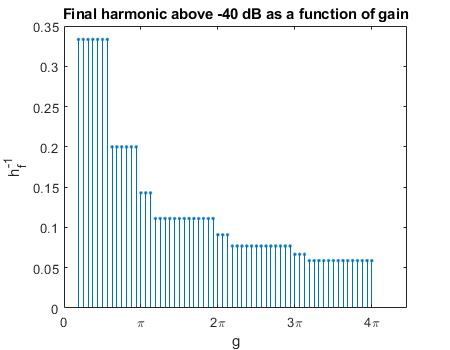 Final harmonic above -40 dB as a function of gain
0.35
0.3
0.25
0.2
0.15
0.1
0.05
0
h_f^-1
0 π 2π 3π 4π
g